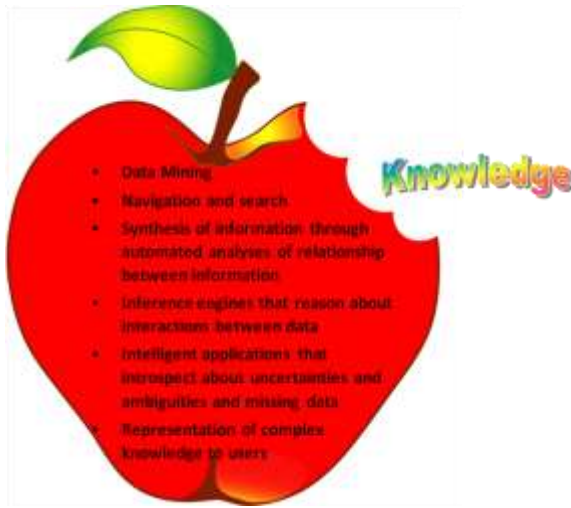 Knowledge
• Data Mining
• Navigation and search
• Synthesis of information through
automated analyses of relationship
between information
• Inference engines that reason about
interactions between data
• Intelligent applications that
introspect about uncertainties and
ambiguities and missing data
• Representation of complex
knowledge to users